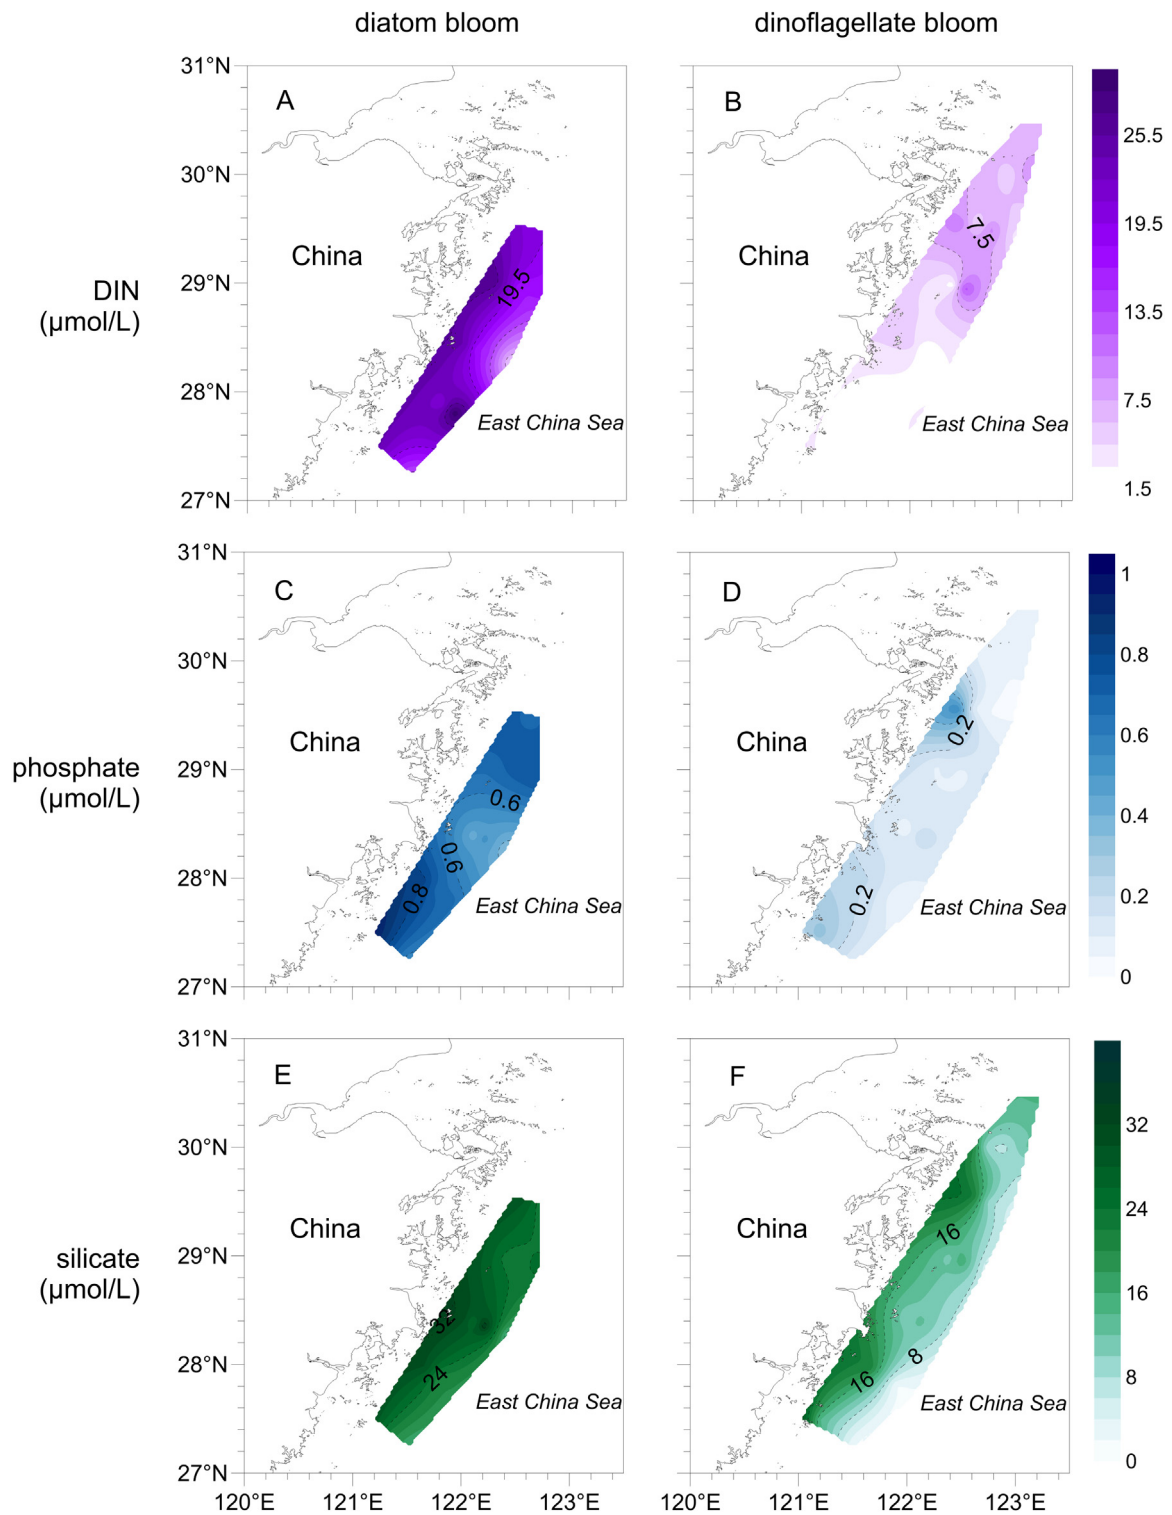 diatom bloom
dinoflagellate bloom
31°N
30°N
29°N
28°N
27°N
DIN
(µmol/L)
A
China
19.5
East China Sea
B
China
7.5
East China Sea
25.5
19.5
13.5
7.5
1.5
31°N
30°N
29°N
28°N
27°N
phosphate
(µmol/L)
C
China
0.6
0.6
0.8
East China Sea
D
China
0.2
0.2
East China Sea
1
0.8
0.6
0.4
0.2
0
31°N
30°N
29°N
28°N
27°N
silicate
(µmol/L)
E
China
32
24
East China Sea
F
China
16
8
16
East China Sea
32
24
16
8
0
120°E
121°E
122°E
123°E
120°E
121°E
122°E
123°E